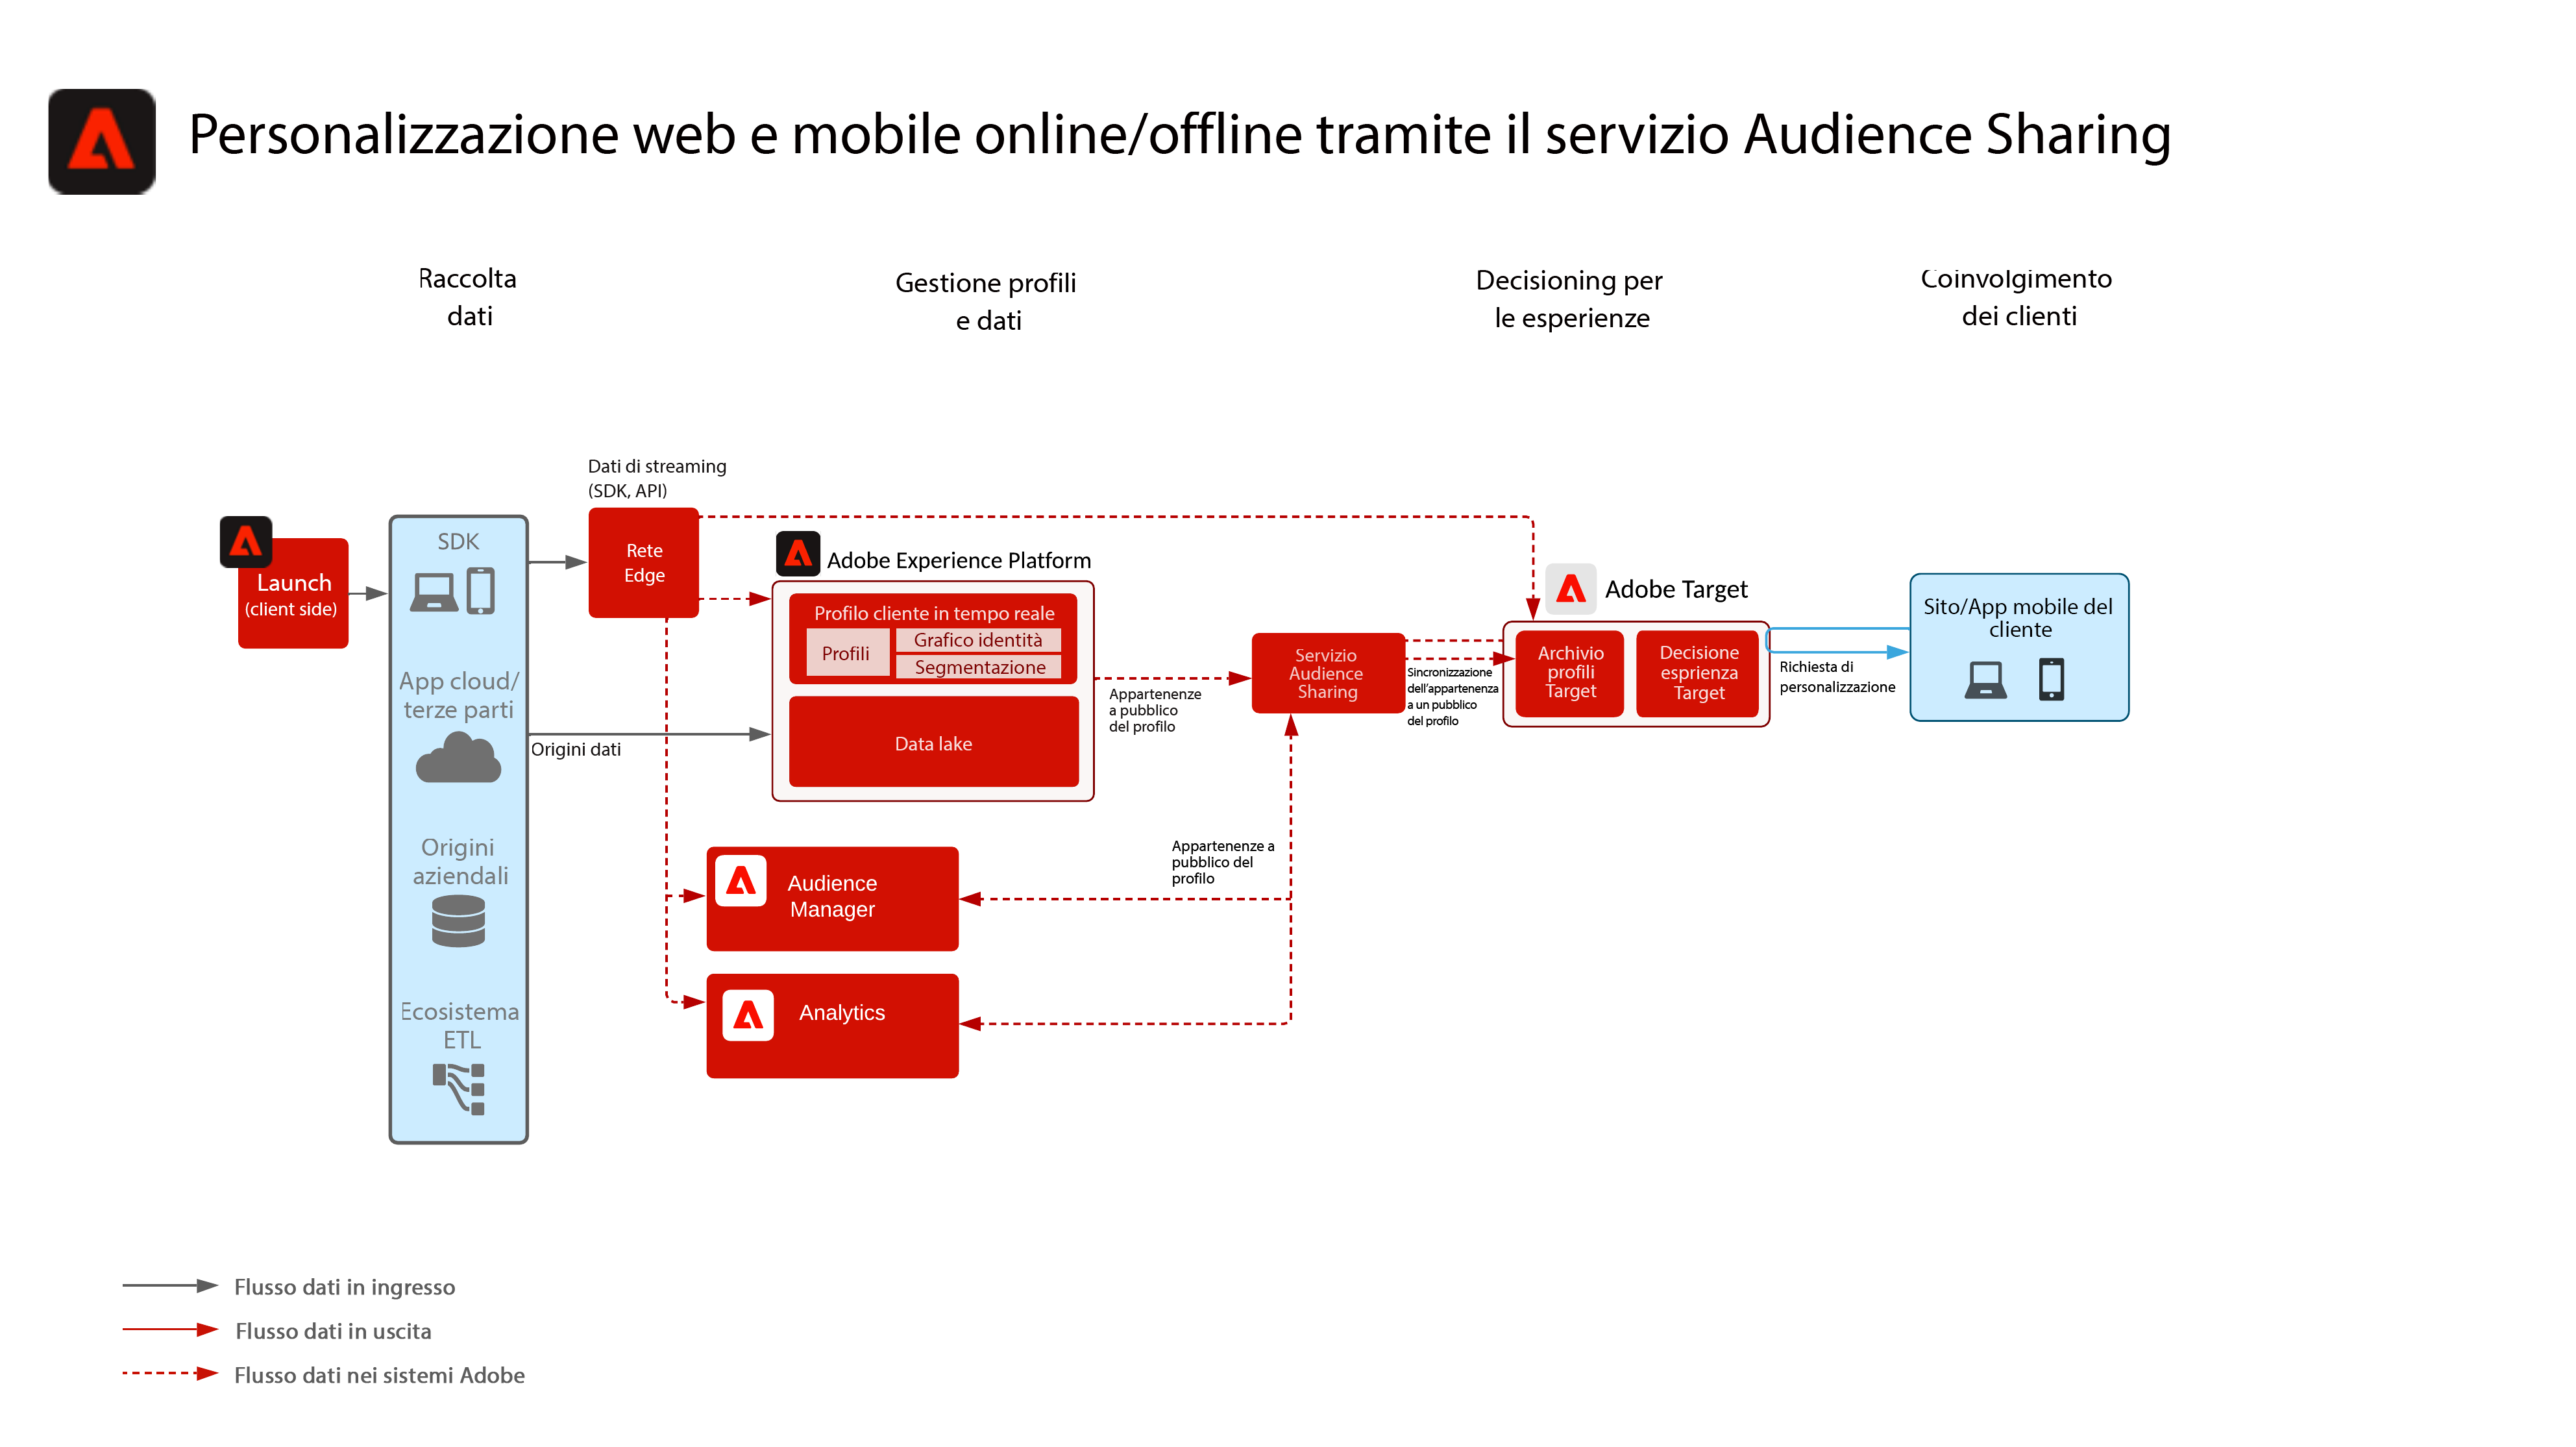 Personalizzazione web e mobile online/offline tramite il servizio Audience Sharing
Raccolta
dati
Gestione profili
e dati
Decisioning per
le esperienze
Coinvolgimento
dei clienti
Launch
(client side)
SDK
App cloud/
terze parti
Origini
aziendali
Ecosistema
ETL
Dati di streaming
(SDK, API)
Rete
Edge
Origini dati
Adobe Experience Platform
Profilo cliente in tempo reale
Profili
Grafico identità
Segmentazione
Data lake
Audience
Manager
Analytics
Appartenenze
a pubblico
del profilo
Appartenenze a
pubblico del
profilo
Servizio
Audience
Sharing
Sincronizzazione
dell'appartenenza
a un pubblico
del profilo
Adobe Target
Archivio
profili
Target
Decisione
esprienza
Target
Richiesta di
personalizzazione
Sito/App mobile del
cliente
Flusso dati in ingresso
Flusso dati in uscita
Flusso dati nei sistemi Adobe